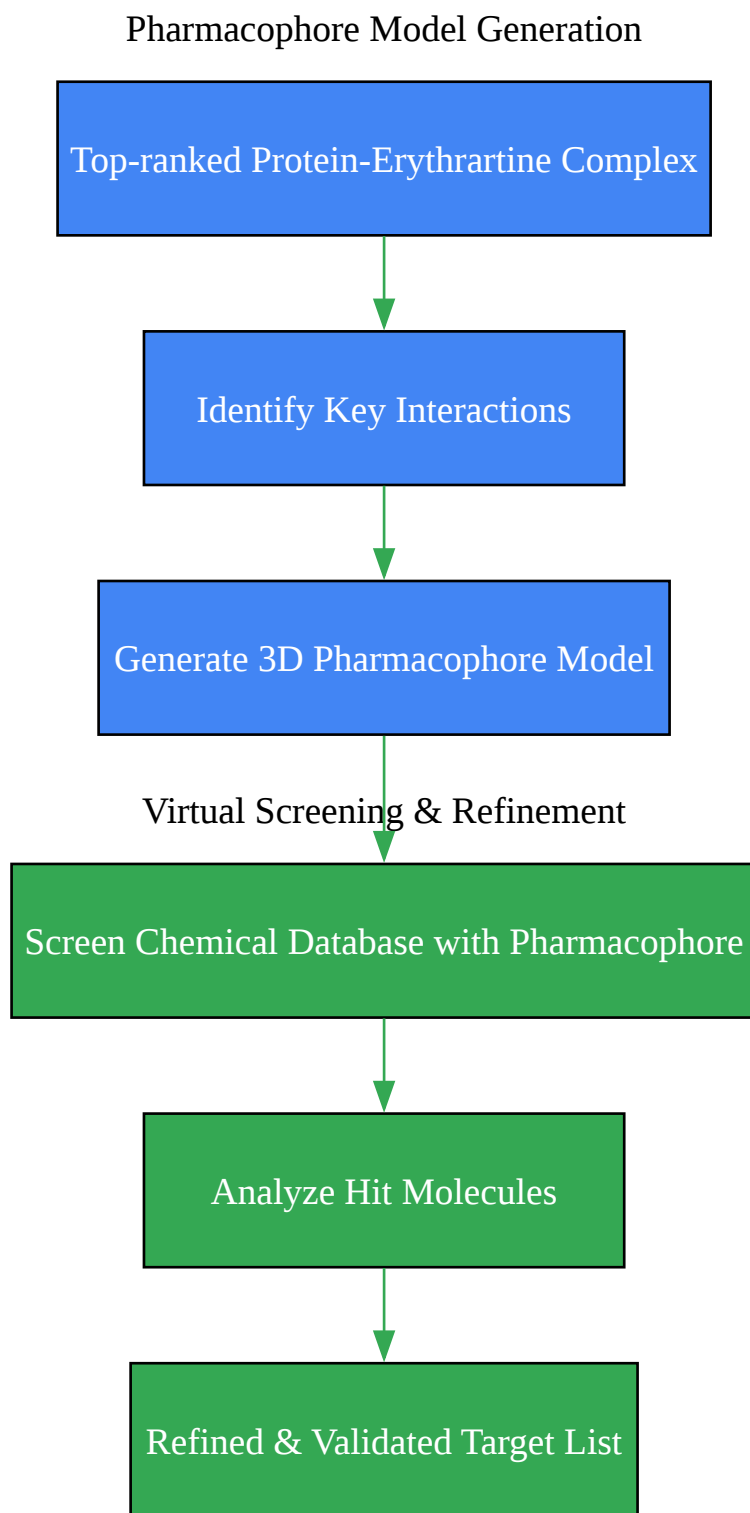 Pharmacophore Model Generation
Top-ranked Protein-Erythrartine Complex
Identify Key Interactions
Generate 3D Pharmacophore Model
Virtual Screening & Refinement
Screen Chemical Database with Pharmacophore
Analyze Hit Molecules
Refined & Validated Target List